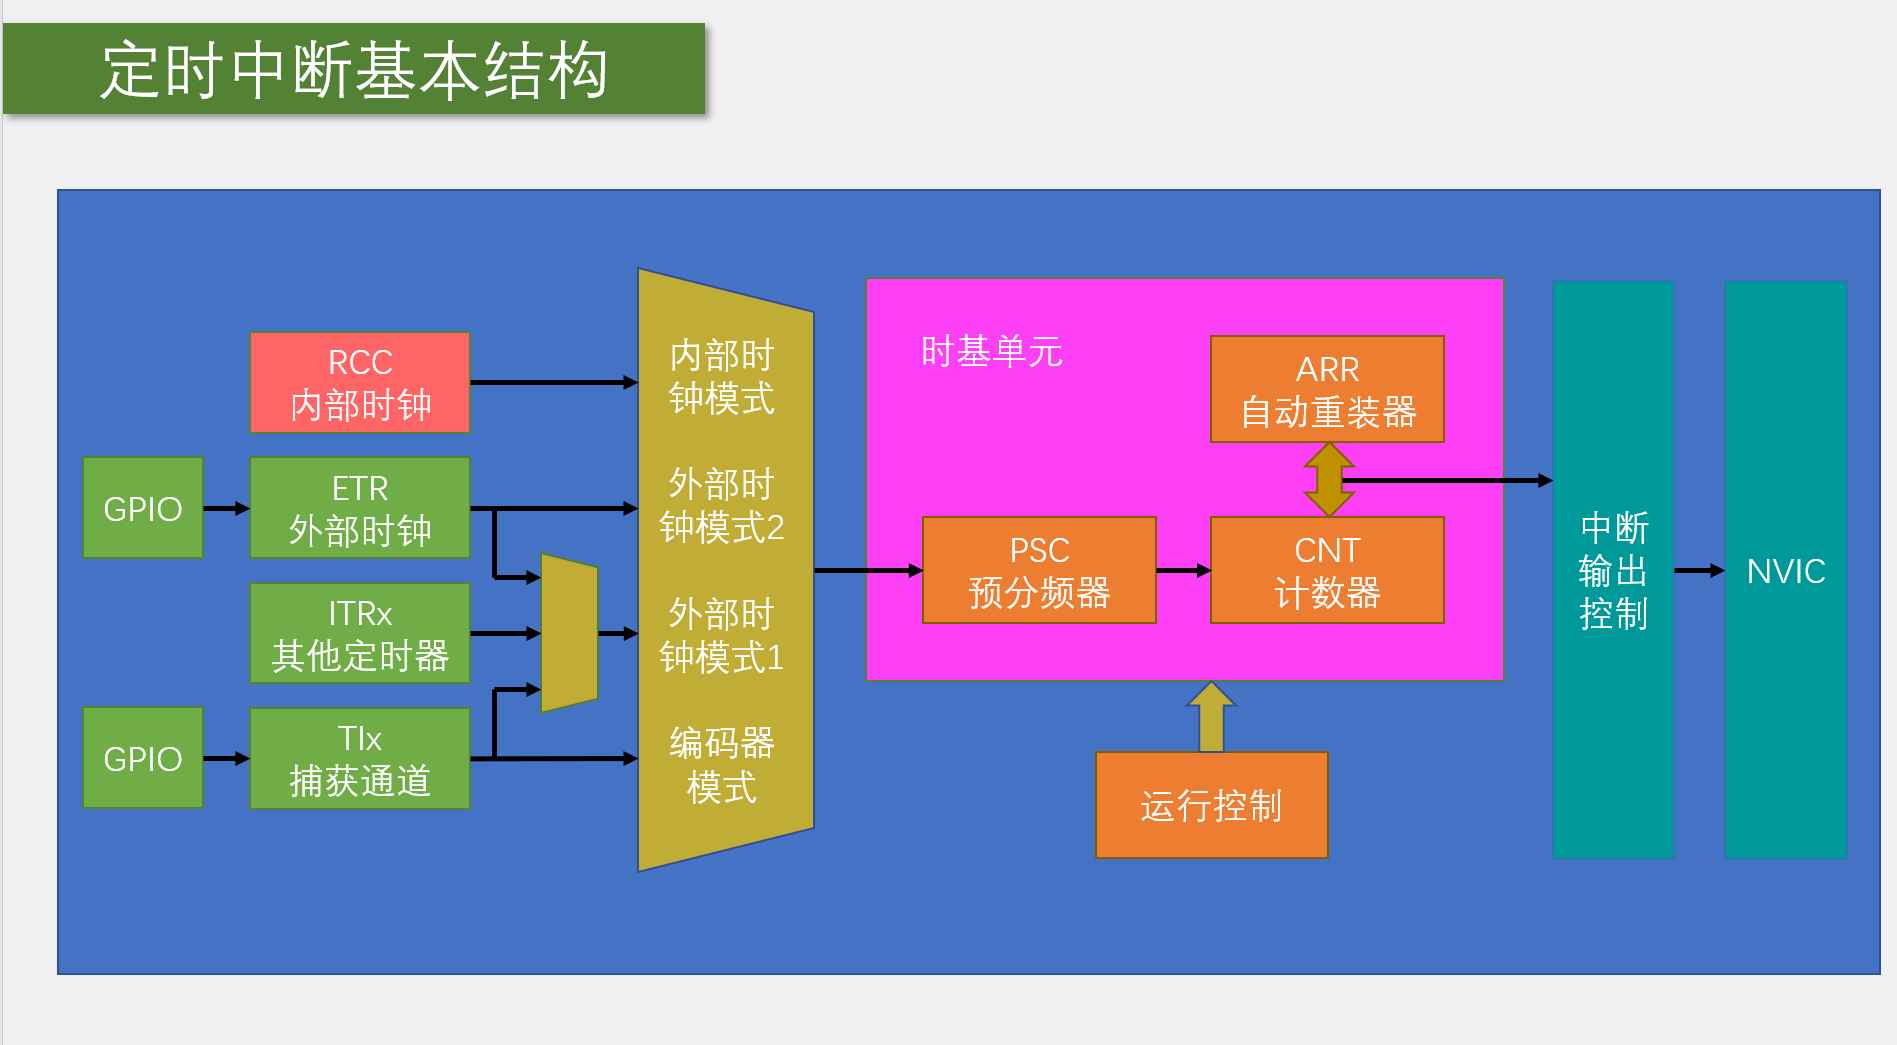 定时中断基本结构
RCC
内部时钟
GPIO
ETR
外部时钟
ITRx
其他定时器
GPIO
TIx
捕获通道
内部时
钟模式
外部时
钟模式2
外部时
钟模式1
编码器
模式
时基单元
ARR
自动重装器
PSC
预分频器
CNT
计数器
运行控制
中断
输出
控制
NVIC